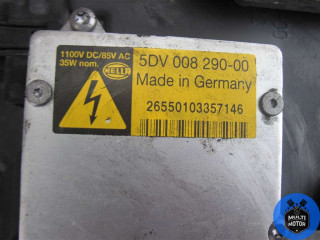 1100V DC/85V AC
35W nom.
HELLA
5DV 008 290-00
Made in Germany
26550103357146
MULTI
MOTOR